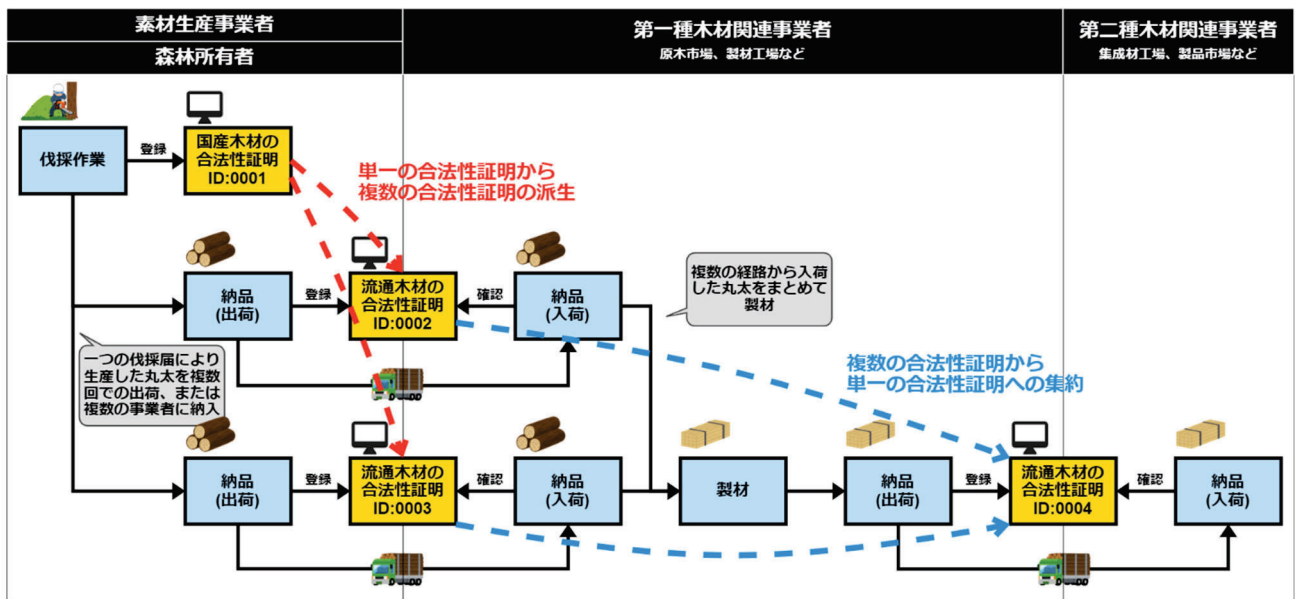 素材生産事業者
森林所有者
第一種木材関連事業者
原木市場、製材工場など
第二種木材関連事業者
集成材工場、製品市場など
伐採作業
登録
国産木材の
合法性証明
ID:0001
単一の合法性証明から
複数の合法性証明の派生
納品
(出荷)
登録
流通木材の
合法性証明
ID:0002
確認
納品
(入荷)
複数の経路から入荷
した丸太をまとめて
製材
一つの伐採届により
生産した丸太を複数
回での出荷、または
複数の事業者に納入
複数の合法性証明から
単一の合法性証明への集約
納品
(出荷)
登録
流通木材の
合法性証明
ID:0003
確認
納品
(入荷)
製材
納品
(出荷)
登録
流通木材の
合法性証明
ID:0004
確認
納品
(入荷)